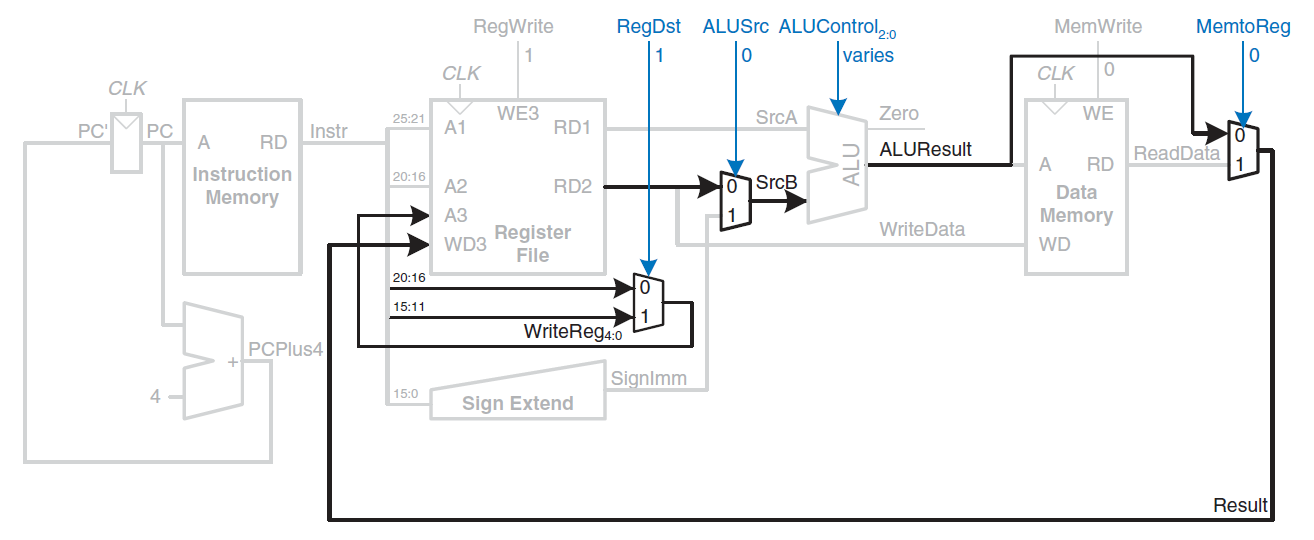 RegWrite RegDst ALUSrc ALUControl2:0 MemWrite MemtoReg
1 1 0 varies 0 0
CLK CLK CLK
PC' PC
A RD
Instruction
Memory
Instr
25:21
20:16
A1 WE3 RD1
A2 RD2
A3
WD3
Register
File
SrcA
0 SrcB
1
ALU
Zero
ALUResult
WriteData
WE
A RD
Data
Memory
WD
ReadData
0
1
20:16
15:11
0
1
WriteReg4:0
PCPlus4
+
4
15:0
Sign Extend
SignImm
Result